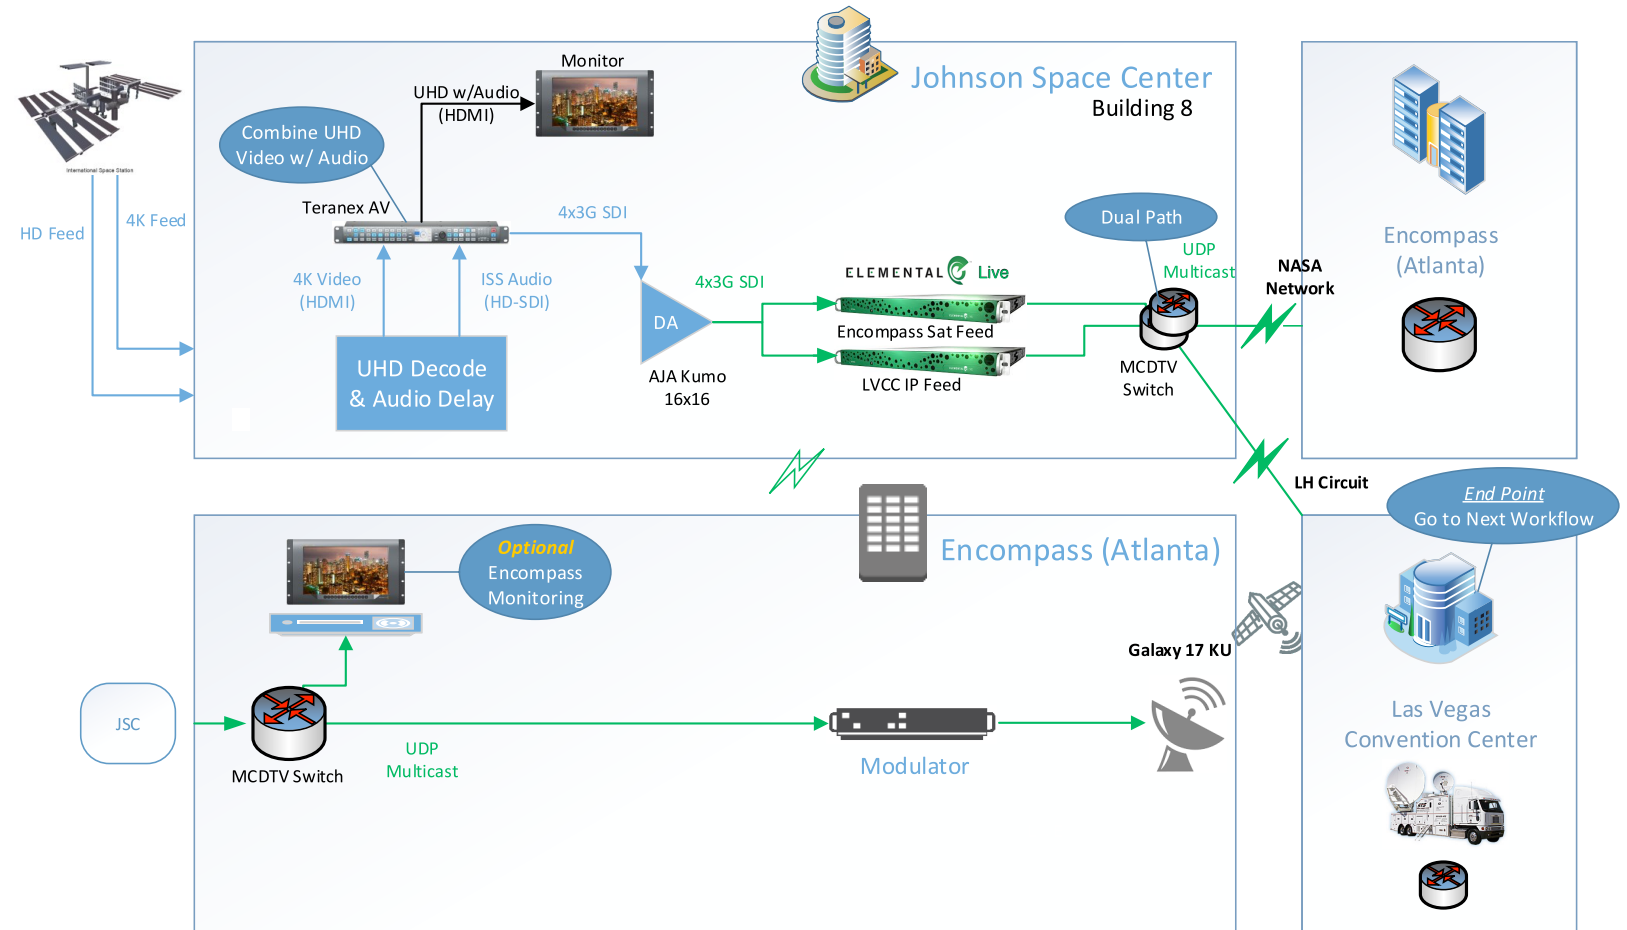 Johnson Space Center
Building 8
Monitor
UHD w/Audio
(HDMI)
Combine UHD
Video w/ Audio
International Space Station
Teranex AV
4K Feed
HD Feed
4x3G SDI
4K Video
(HDMI)
ISS Audio
(HD-SDI)
UHD Decode
& Audio Delay
DA
AJA Kumo
16x16
4x3G SDI
ELEMENTAL e Live
Encompass Sat Feed
LVCC IP Feed
Dual Path
UDP
Multicast
MCDTV
Switch
NASA
Network
Encompass
(Atlanta)
LH Circuit
End Point
Go to Next Workflow
Encompass (Atlanta)
Optional
Encompass
Monitoring
JSC
MCDTV Switch
UDP
Multicast
Modulator
Galaxy 17 KU
Las Vegas
Convention Center